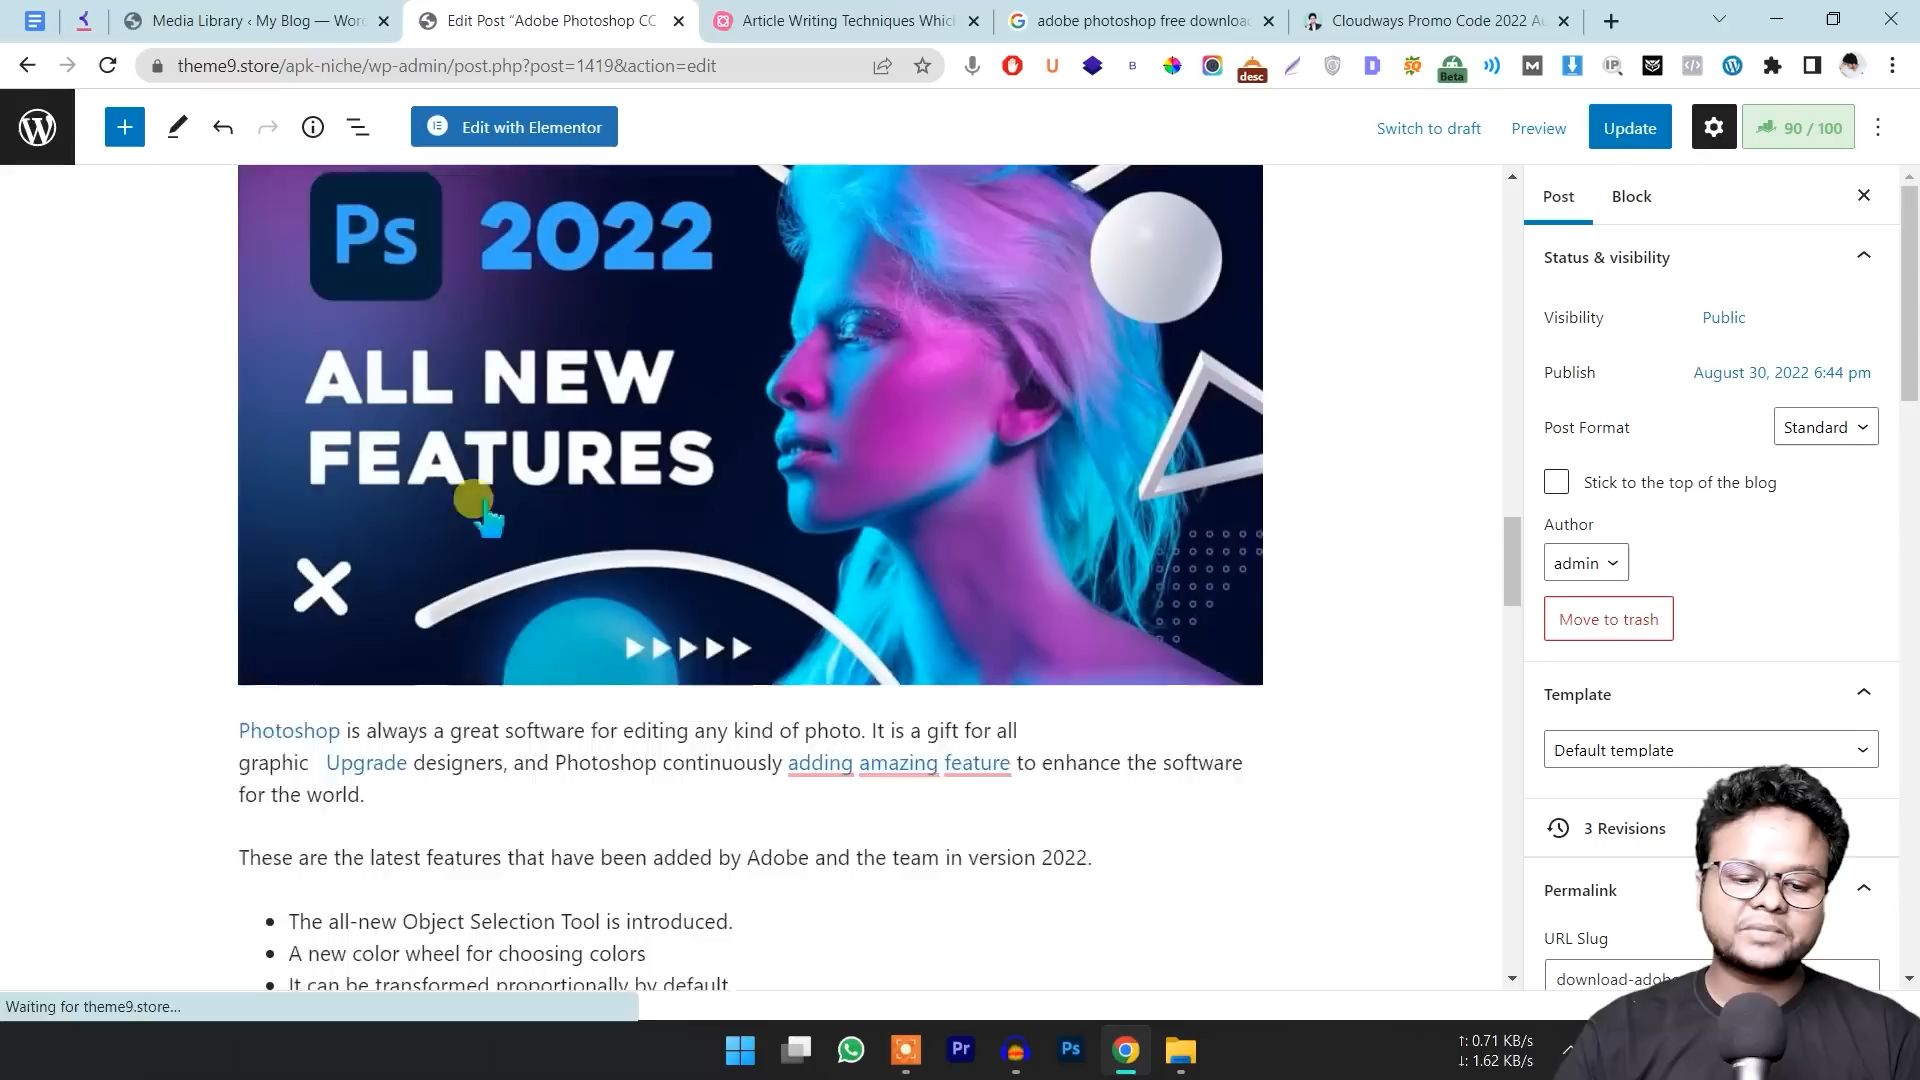 Media Library ‹ My Blog — Word
Edit Post “Adobe Photoshop CC
Article Writing Techniques Whicl
adobe photoshop free download
Cloudways Promo Code 2022 Au
theme9.store/apk-niche/wp-admin/post.php?post=1419&action=edit
desc
Beta
Edit with Elementor
Switch to draft
Preview
Update
90 / 100
Ps 2022
ALL NEW
FEATURES
Photoshop is always a great software for editing any kind of photo. It is a gift for all
graphic Upgrade designers, and Photoshop continuously adding amazing feature to enhance the software
for the world.
These are the latest features that have been added by Adobe and the team in version 2022.
The all-new Object Selection Tool is introduced.
A new color wheel for choosing colors
It can be transformed proportionally by default
Post
Block
Status & visibility
Visibility
Public
Publish
August 30, 2022 6:44 pm
Post Format
Standard
Stick to the top of the blog
Author
admin
Move to trash
Template
Default template
3 Revisions
Permalink
URL Slug
download-adob
Waiting for theme9.store...
Pr
Ps
↑: 0.71 KB/s
↓: 1.62 KB/s